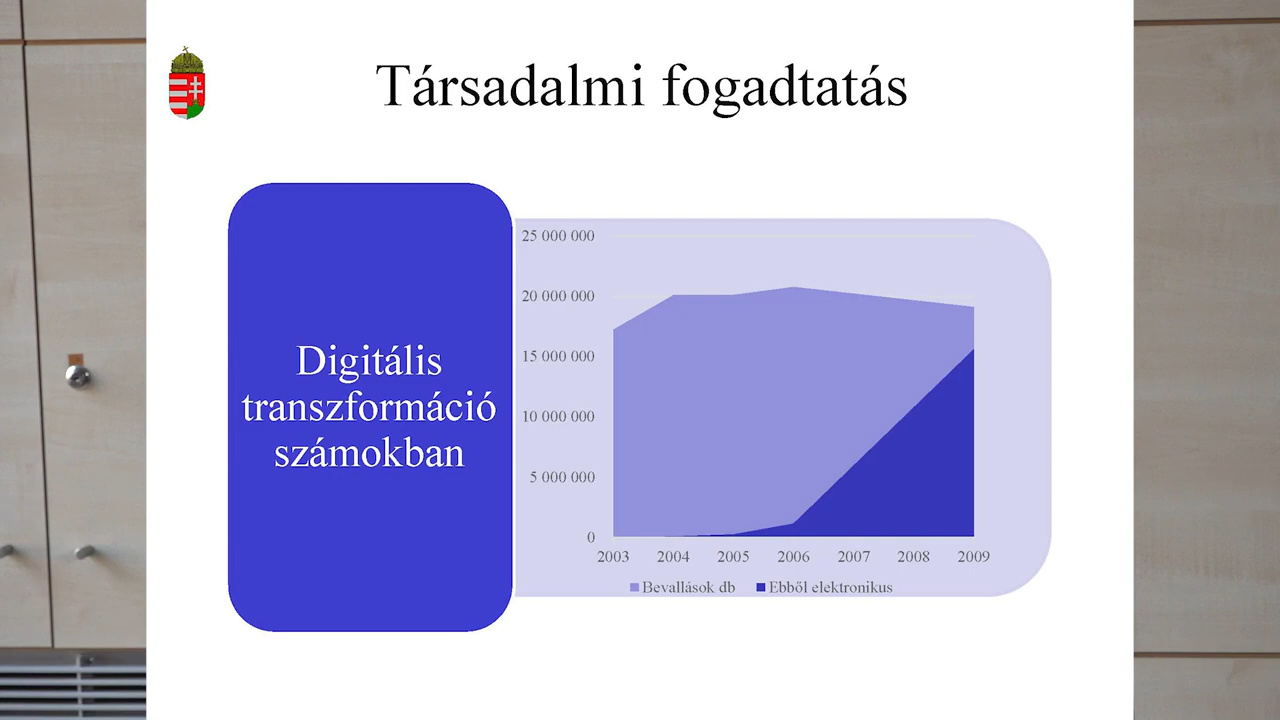 Társadalmi fogadtatás
Digitális
transzformáció
számokban
25 000 000
20 000 000
15 000 000
10 000 000
5 000 000
0
2003 2004 2005 2006 2007 2008 2009
Bevallások db Ebből elektronikus